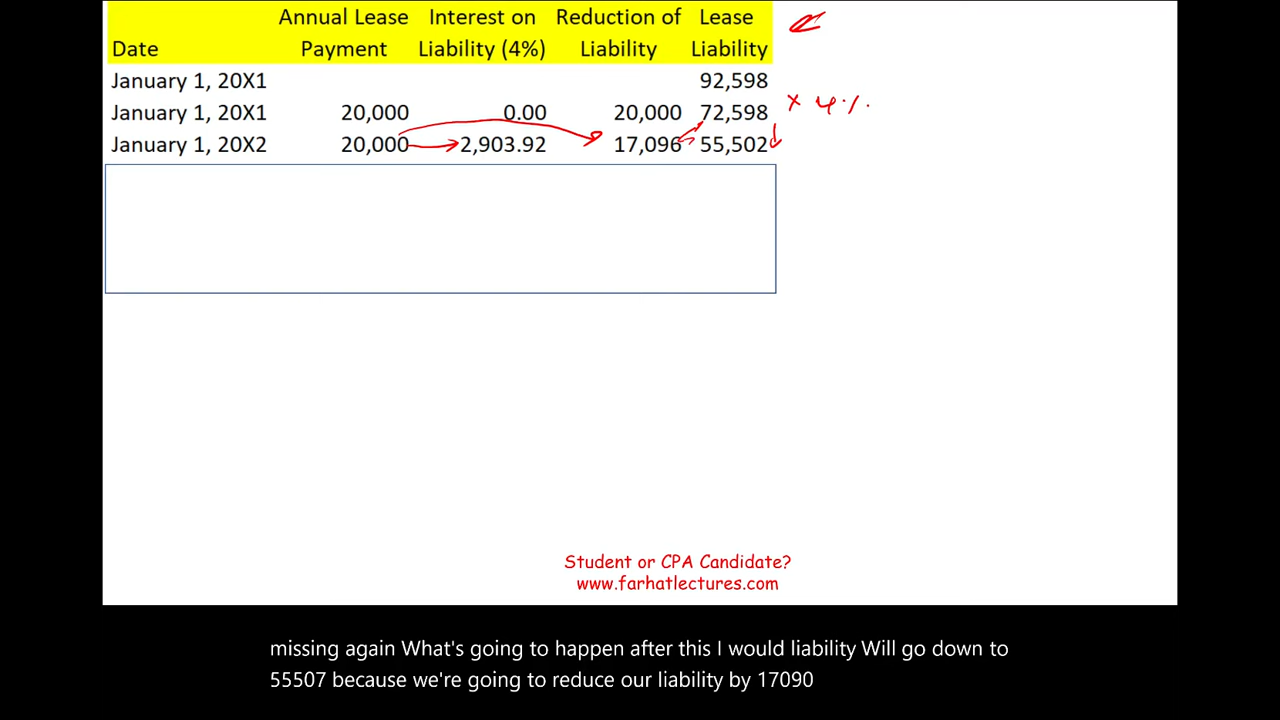 Annual Lease Interest on Reduction of Lease
Date Payment Liability (4%) Liability Liability
January 1, 20X1 92,598
January 1, 20X1 20,000 0.00 20,000 72,598 x 4%
January 1, 20X2 20,000 2,903.92 17,096 55,502
Student or CPA Candidate?
www.farhatlectures.com
missing again What's going to happen after this I would liability Will go down to
55507 because we're going to reduce our liability by 17090